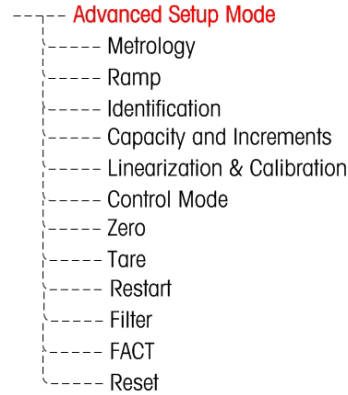 Advanced Setup Mode
Metrology
Ramp
Identification
Capacity and Increments
Linearization & Calibration
Control Mode
Zero
Tare
Restart
Filter
FACT
Reset